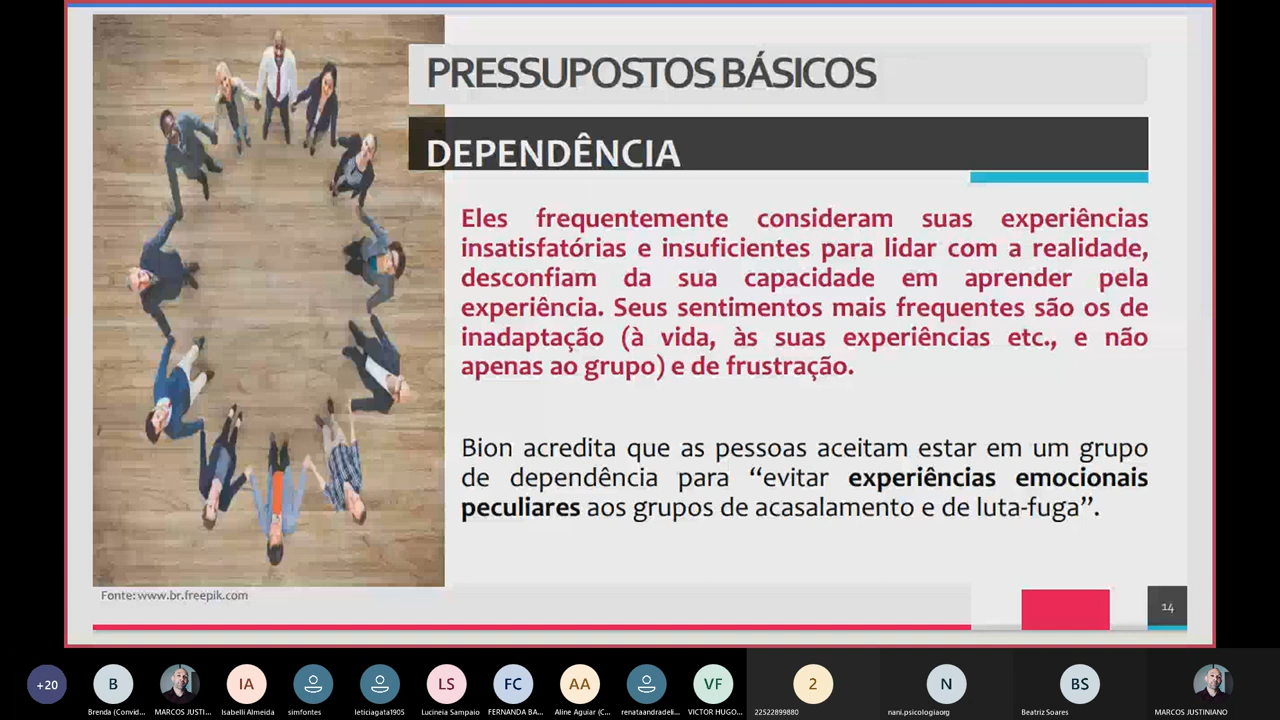 PRESSUPOSTOS BÁSICOS
DEPENDÊNCIA
Eles frequentemente consideram suas experiências
insatisfatórias e insuficientes para lidar com a realidade,
desconfiam da sua capacidade em aprender pela
experiência. Seus sentimentos mais frequentes são os de
inadaptação (à vida, às suas experiências etc., e não
apenas ao grupo) e de frustração.
Bion acredita que as pessoas aceitam estar em um grupo
de dependência para “evitar experiências emocionais
peculiares aos grupos de acasalamento e de luta-fuga”.
Fonte: www.br.freepik.com
14
+20
B
IA
LS
FC
AA
VF
2
N
BS
Brenda (Convid...
MARCOS JUSTI...
Isabelli Almeida
simfontes
leticiagata1905
Lucineia Sampaio
FERNANDA BA...
Aline Aguiar (C...
renataandradeli...
VICTOR HUGO...
22522899880
nani.psicologiaorg
Beatriz Soares
MARCOS JUSTINIANO